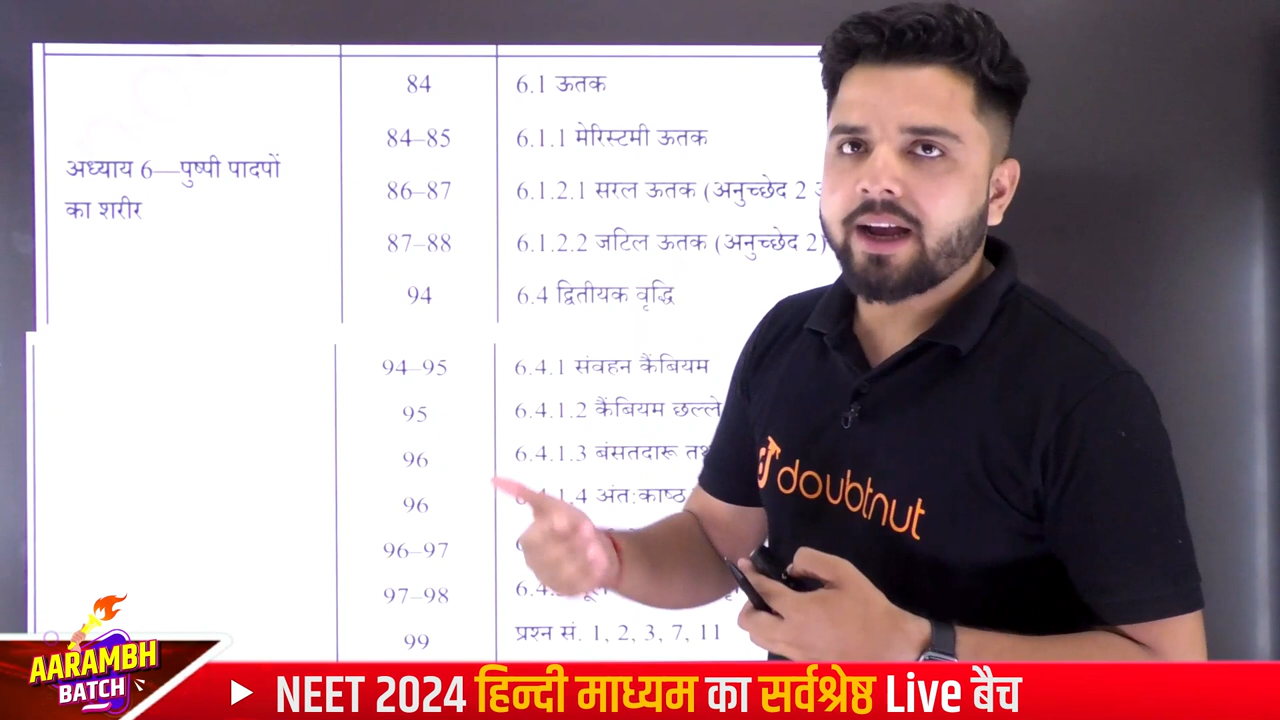 84 6.1 ऊतक
84–85 6.1.1 मेरिस्टमी ऊतक
अध्याय 6—पुष्पी पादपों
का शरीर
86–87 6.1.2.1 सरल ऊतक (अनुच्छेद 2
87–88 6.1.2.2 जटिल ऊतक (अनुच्छेद 2)
94 6.4 द्वितीयक वृद्धि
94–95 6.4.1 संवहन कैंबियम
95 6.4.1.2 कैंबियम छल्ले
96 6.4.1.3 बंसतदारू
96 अंत:काष्ठ
96–97
97–98
99 प्रश्न सं. 1, 2, 3, 7, 11
doubtnut
AARAMBH
BATCH
NEET 2024 हिन्दी माध्यम का सर्वश्रेष्ठ Live बैच